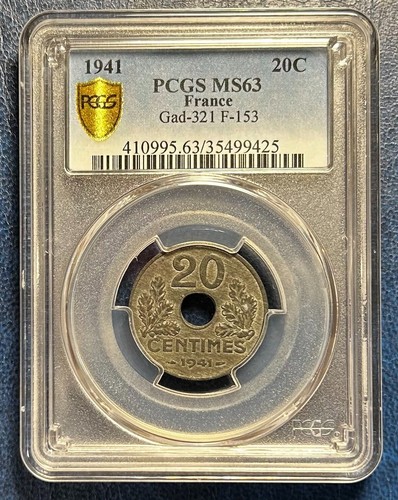 1941 20C
PCGS MS63
PCGS
France
Gad-321 F-153
410995.63/35499425
20
CENTIMES
1941
PCGS